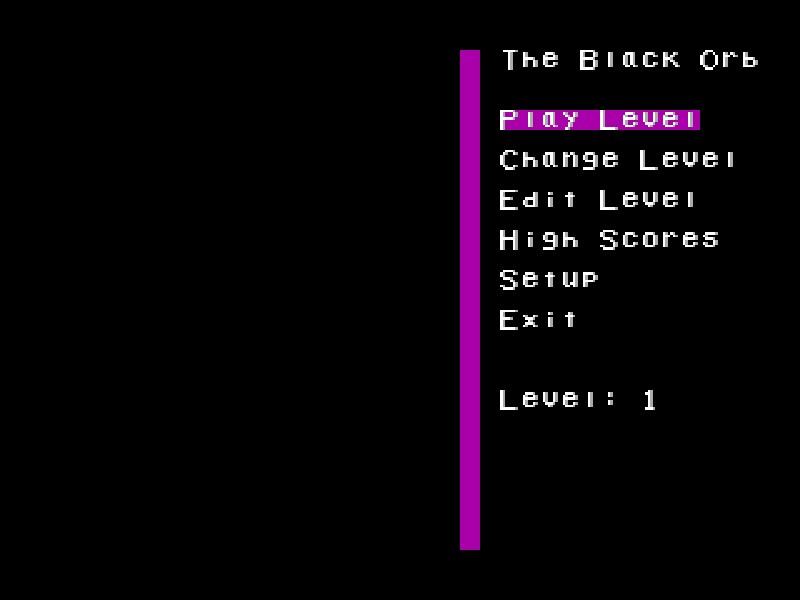 The Black Orb
Play Level
Change Level
Edit Level
High Scores
Setup
Exit
Level: 1